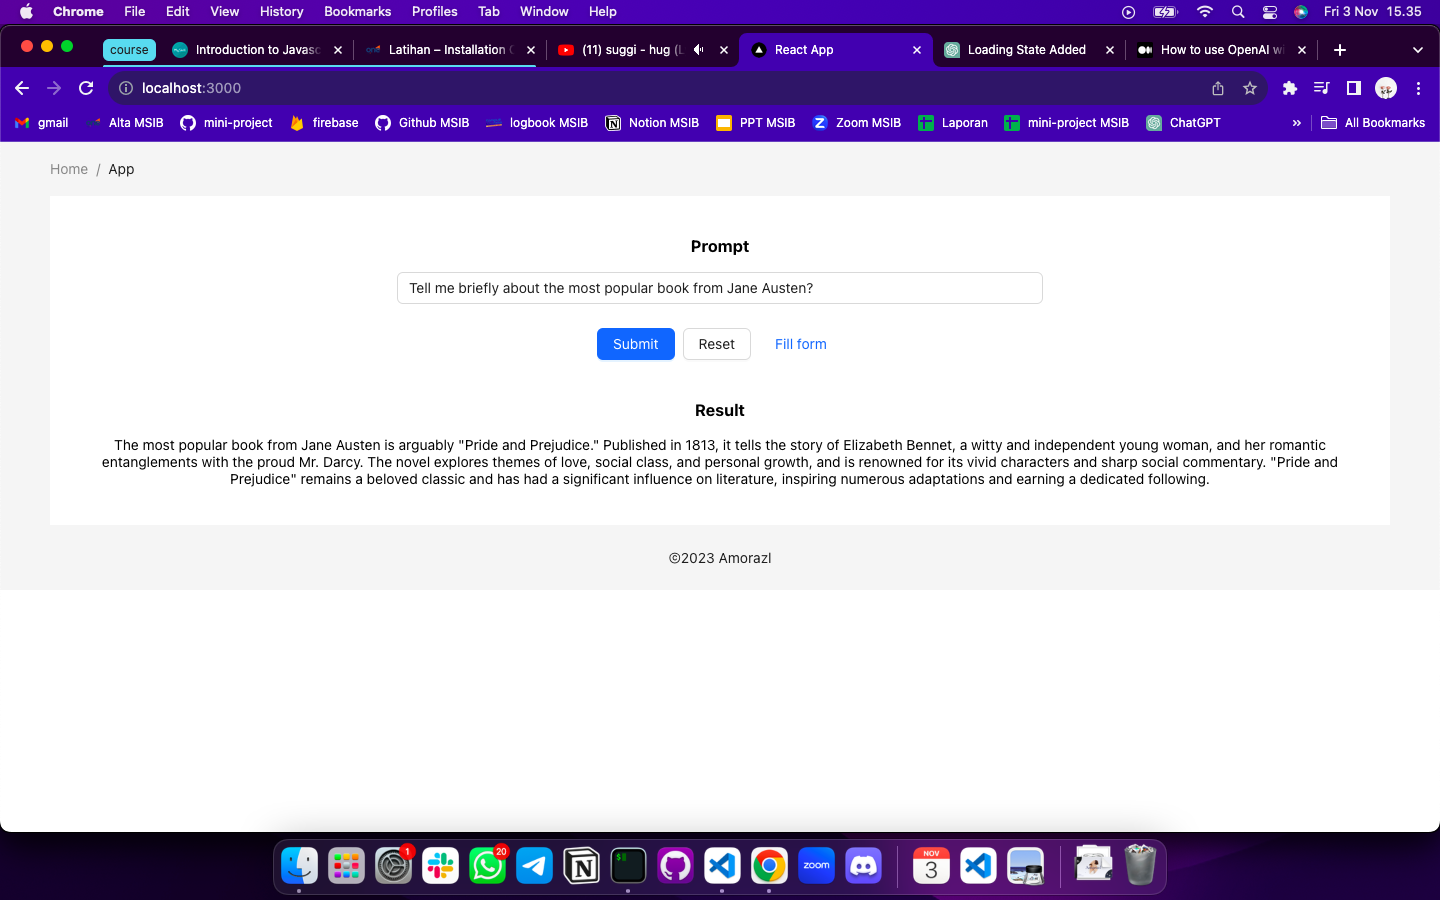 Chrome File Edit View History Bookmarks Profiles Tab Window Help Fri 3 Nov 15.35
course Introduction to Javasc Latihan – Installation (11) suggi - hug (L React App Loading State Added How to use OpenAI wi
localhost:3000
gmail Alta MSIB mini-project firebase Github MSIB logbook MSIB Notion MSIB PPT MSIB Zoom MSIB Laporan mini-project MSIB ChatGPT » All Bookmarks
Home / App
Prompt
Tell me briefly about the most popular book from Jane Austen?
Submit Reset Fill form
Result
The most popular book from Jane Austen is arguably "Pride and Prejudice." Published in 1813, it tells the story of Elizabeth Bennet, a witty and independent young woman, and her romantic
entanglements with the proud Mr. Darcy. The novel explores themes of love, social class, and personal growth, and is renowned for its vivid characters and sharp social commentary. "Pride and
Prejudice" remains a beloved classic and has had a significant influence on literature, inspiring numerous adaptations and earning a dedicated following.
©2023 Amorazl
1 20 $ zoom NOV
3